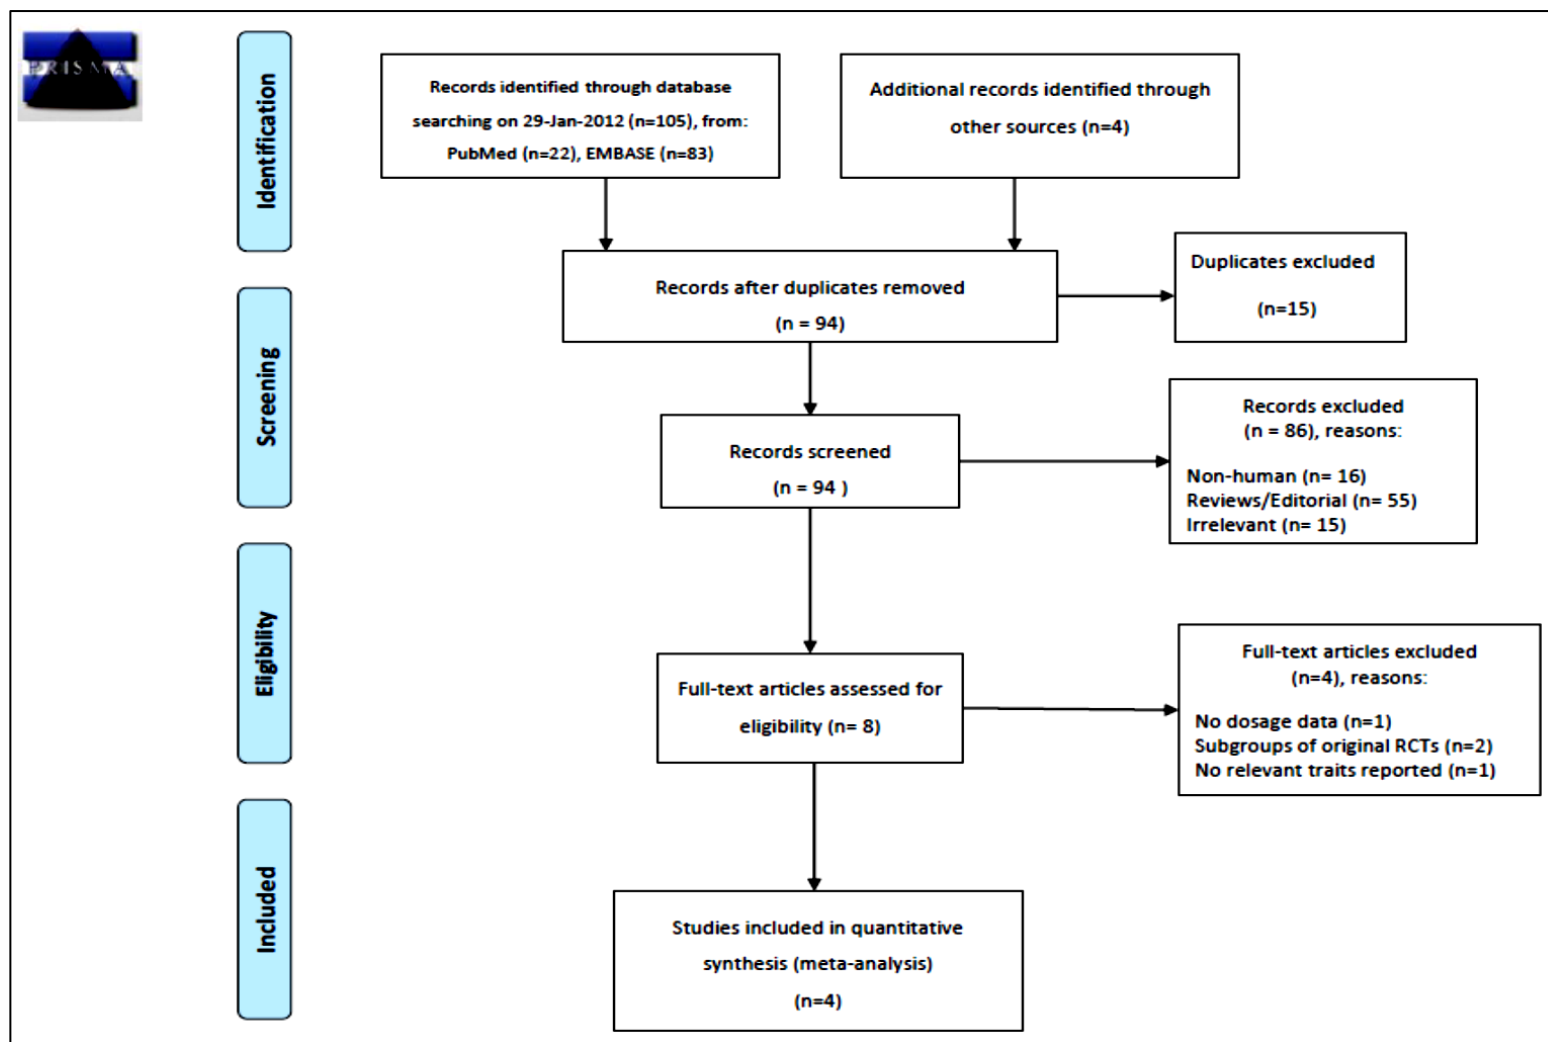 PRISMA
Identification
Records identified through database
searching on 29-Jan-2012 (n=105), from:
PubMed (n=22), EMBASE (n=83)
Additional records identified through
other sources (n=4)
Records after duplicates removed
(n = 94)
Duplicates excluded
(n=15)
Screening
Records screened
(n = 94 )
Records excluded
(n = 86), reasons:
Non-human (n= 16)
Reviews/Editorial (n= 55)
Irrelevant (n= 15)
Eligibility
Full-text articles assessed for
eligibility (n= 8)
Full-text articles excluded
(n=4), reasons:
No dosage data (n=1)
Subgroups of original RCTs (n=2)
No relevant traits reported (n=1)
Included
Studies included in quantitative
synthesis (meta-analysis)
(n=4)